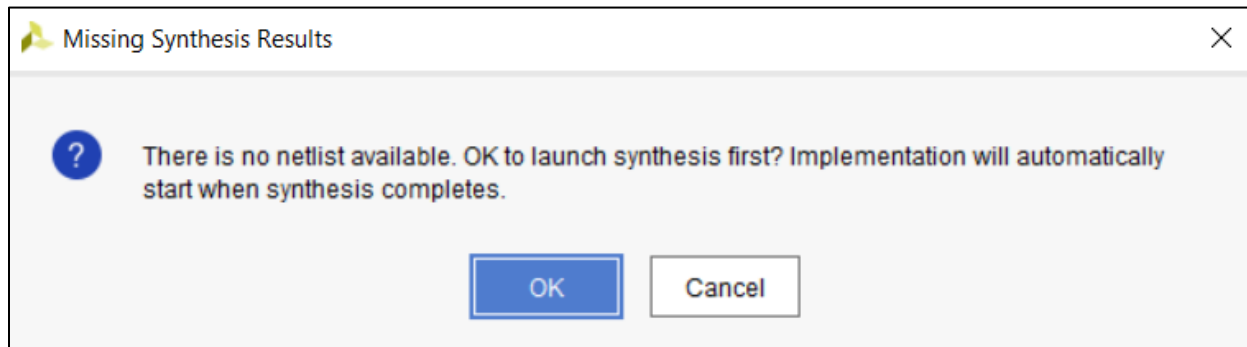 Missing Synthesis Results
?
There is no netlist available. OK to launch synthesis first? Implementation will automatically
start when synthesis completes.
OK
Cancel